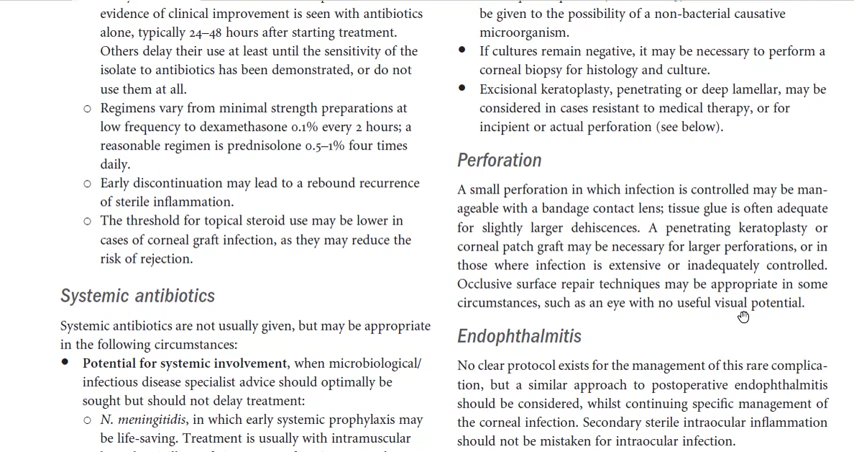 evidence of clinical improvement is seen with antibiotics
alone, typically 24–48 hours after starting treatment.
Others delay their use at least until the sensitivity of the
isolate to antibiotics has been demonstrated, or do not
use them at all.
○ Regimens vary from minimal strength preparations at
low frequency to dexamethasone 0.1% every 2 hours; a
reasonable regimen is prednisolone 0.5–1% four times
daily.
○ Early discontinuation may lead to a rebound recurrence
of sterile inflammation.
○ The threshold for topical steroid use may be lower in
cases of corneal graft infection, as they may reduce the
risk of rejection.
Systemic antibiotics
Systemic antibiotics are not usually given, but may be appropriate
in the following circumstances:
● Potential for systemic involvement, when microbiological/
infectious disease specialist advice should optimally be
sought but should not delay treatment:
○ N. meningitidis, in which early systemic prophylaxis may
be life-saving. Treatment is usually with intramuscular
be given to the possibility of a non-bacterial causative
microorganism.
● If cultures remain negative, it may be necessary to perform a
corneal biopsy for histology and culture.
● Excisional keratoplasty, penetrating or deep lamellar, may be
considered in cases resistant to medical therapy, or for
incipient or actual perforation (see below).
Perforation
A small perforation in which infection is controlled may be man-
ageable with a bandage contact lens; tissue glue is often adequate
for slightly larger dehiscences. A penetrating keratoplasty or
corneal patch graft may be necessary for larger perforations, or in
those where infection is extensive or inadequately controlled.
Occlusive surface repair techniques may be appropriate in some
circumstances, such as an eye with no useful visual potential.
Endophthalmitis
No clear protocol exists for the management of this rare complica-
tion, but a similar approach to postoperative endophthalmitis
should be considered, whilst continuing specific management of
the corneal infection. Secondary sterile intraocular inflammation
should not be mistaken for intraocular infection.